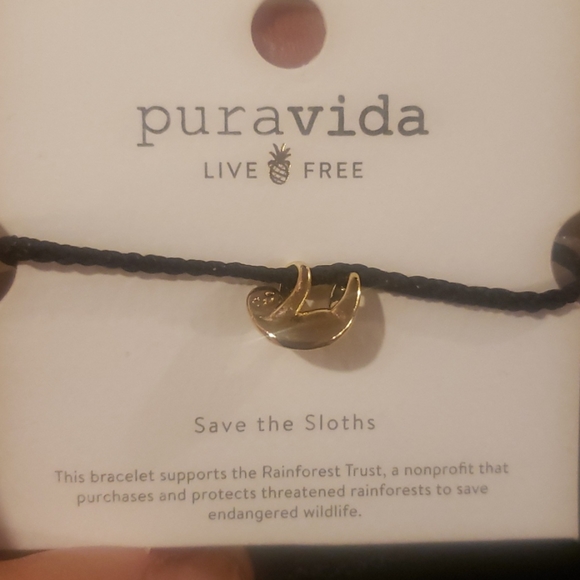 puravida
LIVE FREE
Save the Sloths
This bracelet supports the Rainforest Trust, a nonprofit that
purchases and protects threatened rainforests to save
endangered wildlife.